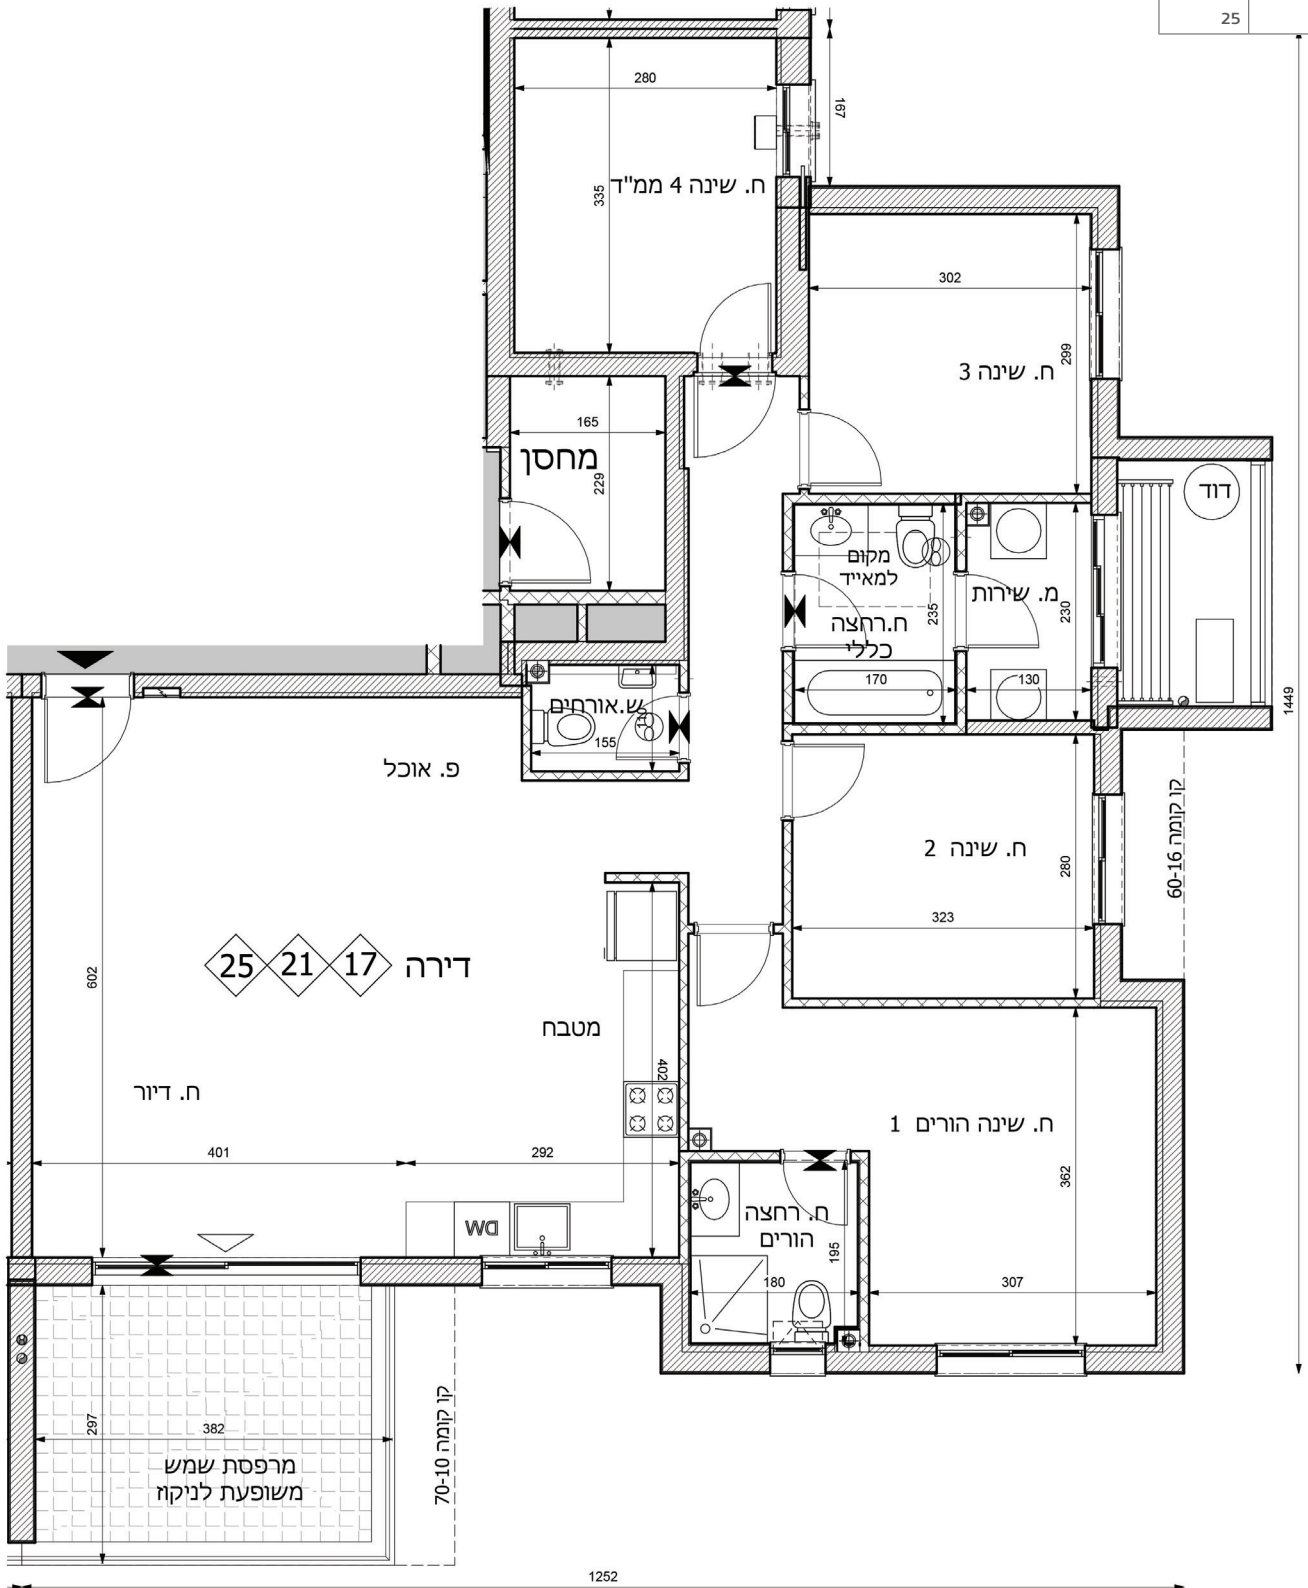 25
280
167
335
ח. שינה 4 ממ"ד
302
299
ח. שינה 3
165
מחסן
229
דוד
מקום
למאייד
מ. שירות
235
230
ח.רחצה
כללי
170
130
1449
ש.אורחים
155
פ. אוכל
קו קומה 60-16
ח. שינה 2
280
323
602
דירה 17 21 25
מטבח
402
ח. דיור
ח. שינה הורים 1
401
292
362
DW
ח. רחצה
הורים
195
180
307
297
382
קו קומה 70-10
מרפסת שמש
משופעת לניקוז
1252